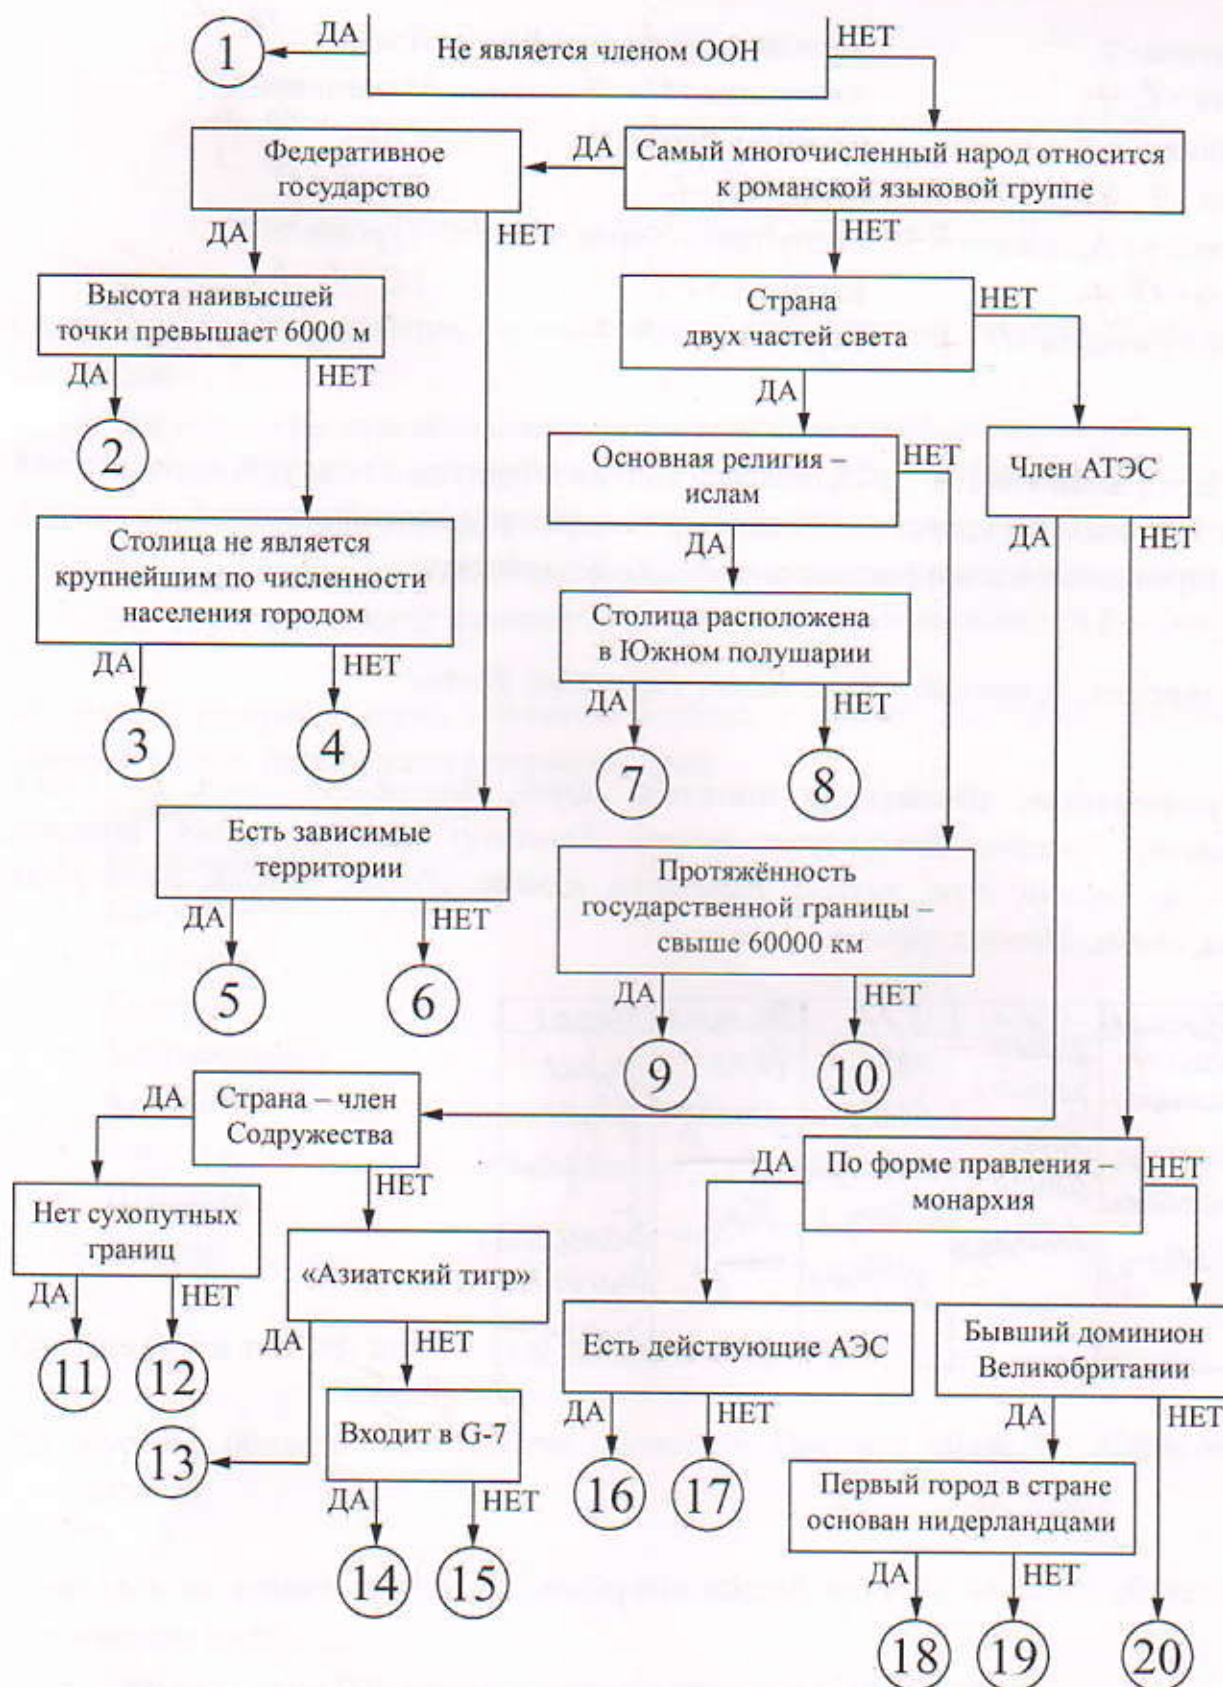 ДА
НЕТ
Не является членом ООН
1
Федеративное
государство
ДА
Самый многочисленный народ относится
к романской языковой группе
ДА
НЕТ
НЕТ
Высота наивысшей
точки превышает 6000 м
Страна
двух частей света
НЕТ
ДА
НЕТ
ДА
2
Основная религия –
ислам
НЕТ
Член АТЭС
Столица не является
крупнейшим по численности
населения городом
ДА
ДА
НЕТ
Столица расположена
в Южном полушарии
ДА
НЕТ
ДА
НЕТ
3
4
7
8
Есть зависимые
территории
Протяжённость
государственной границы –
свыше 60000 км
ДА
НЕТ
5
6
ДА
НЕТ
9
10
ДА
Страна – член
Содружества
НЕТ
ДА
По форме правления –
монархия
НЕТ
Нет сухопутных
границ
«Азиатский тигр»
ДА
НЕТ
ДА
НЕТ
Есть действующие АЭС
Бывший доминион
Великобритании
11
12
13
Входит в G-7
ДА
НЕТ
ДА
НЕТ
ДА
НЕТ
16
17
Первый город в стране
основан нидерландцами
14
15
ДА
НЕТ
18
19
20